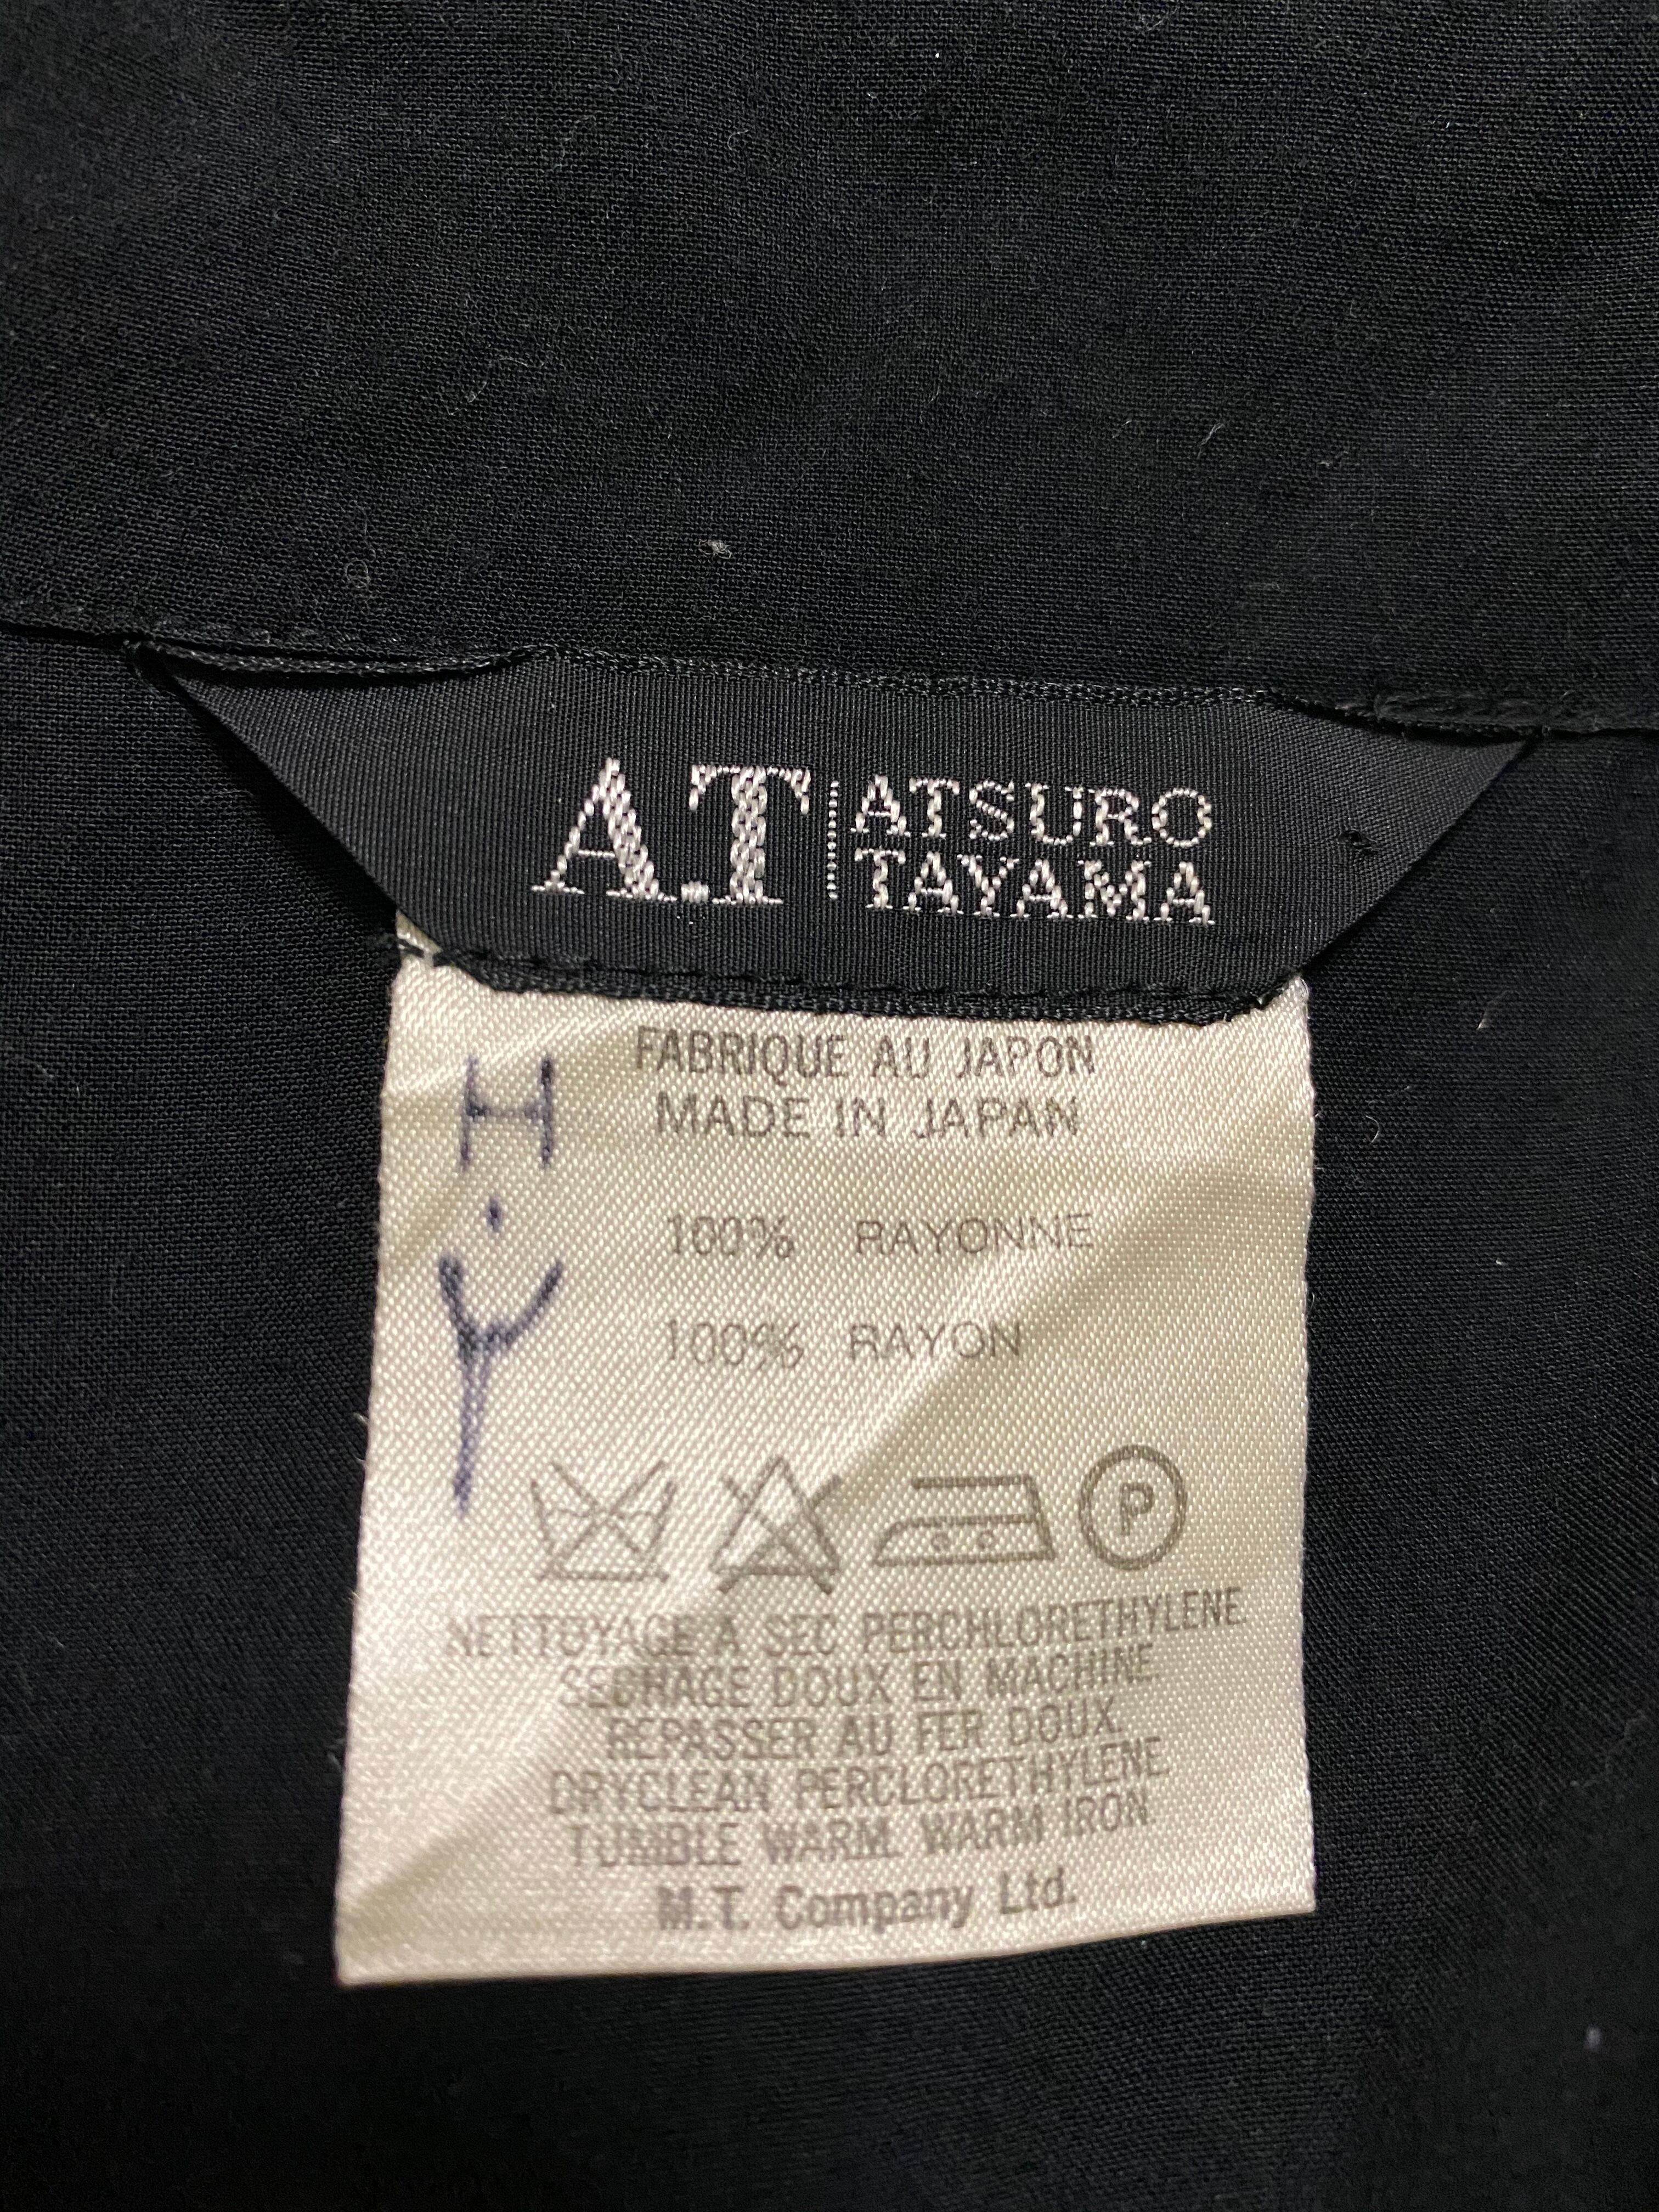 A.T ATSURO
TAYAMA
FABRIQUE AU JAPON
MADE IN JAPAN
H.Y
100% RAYONNE
100% RAYON
P
NETTOYAGE A SEC PERCHLORETHYLENE
SECHAGE DOUX EN MACHINE
REPASSER AU FER DOUX
DRYCLEAN PERCLORETHYLENE
TUMBLE WARM WARM IRON
M.T. Company Ltd.